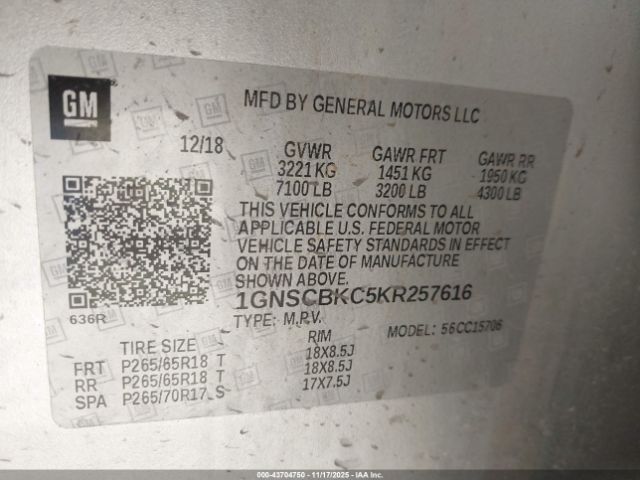 GM
MFD BY GENERAL MOTORS LLC
12/18
GVWR GAWR FRT GAWR RR
3221 KG 1451 KG 1950 KG
7100 LB 3200 LB 4300 LB
THIS VEHICLE CONFORMS TO ALL
APPLICABLE U.S. FEDERAL MOTOR
VEHICLE SAFETY STANDARDS IN EFFECT
ON THE DATE OF MANUFACTURE
SHOWN ABOVE.
1GNSCBKC5KR257616
TYPE: M.P.V. MODEL: 56CC15706
636R
TIRE SIZE RIM
FRT P265/65R18 T 18X8.5J
RR P265/65R18 T 18X8.5J
SPA P265/70R17 S 17X7.5J
000-43704750 | 11/17/2025 | Copyright IAA, LLC